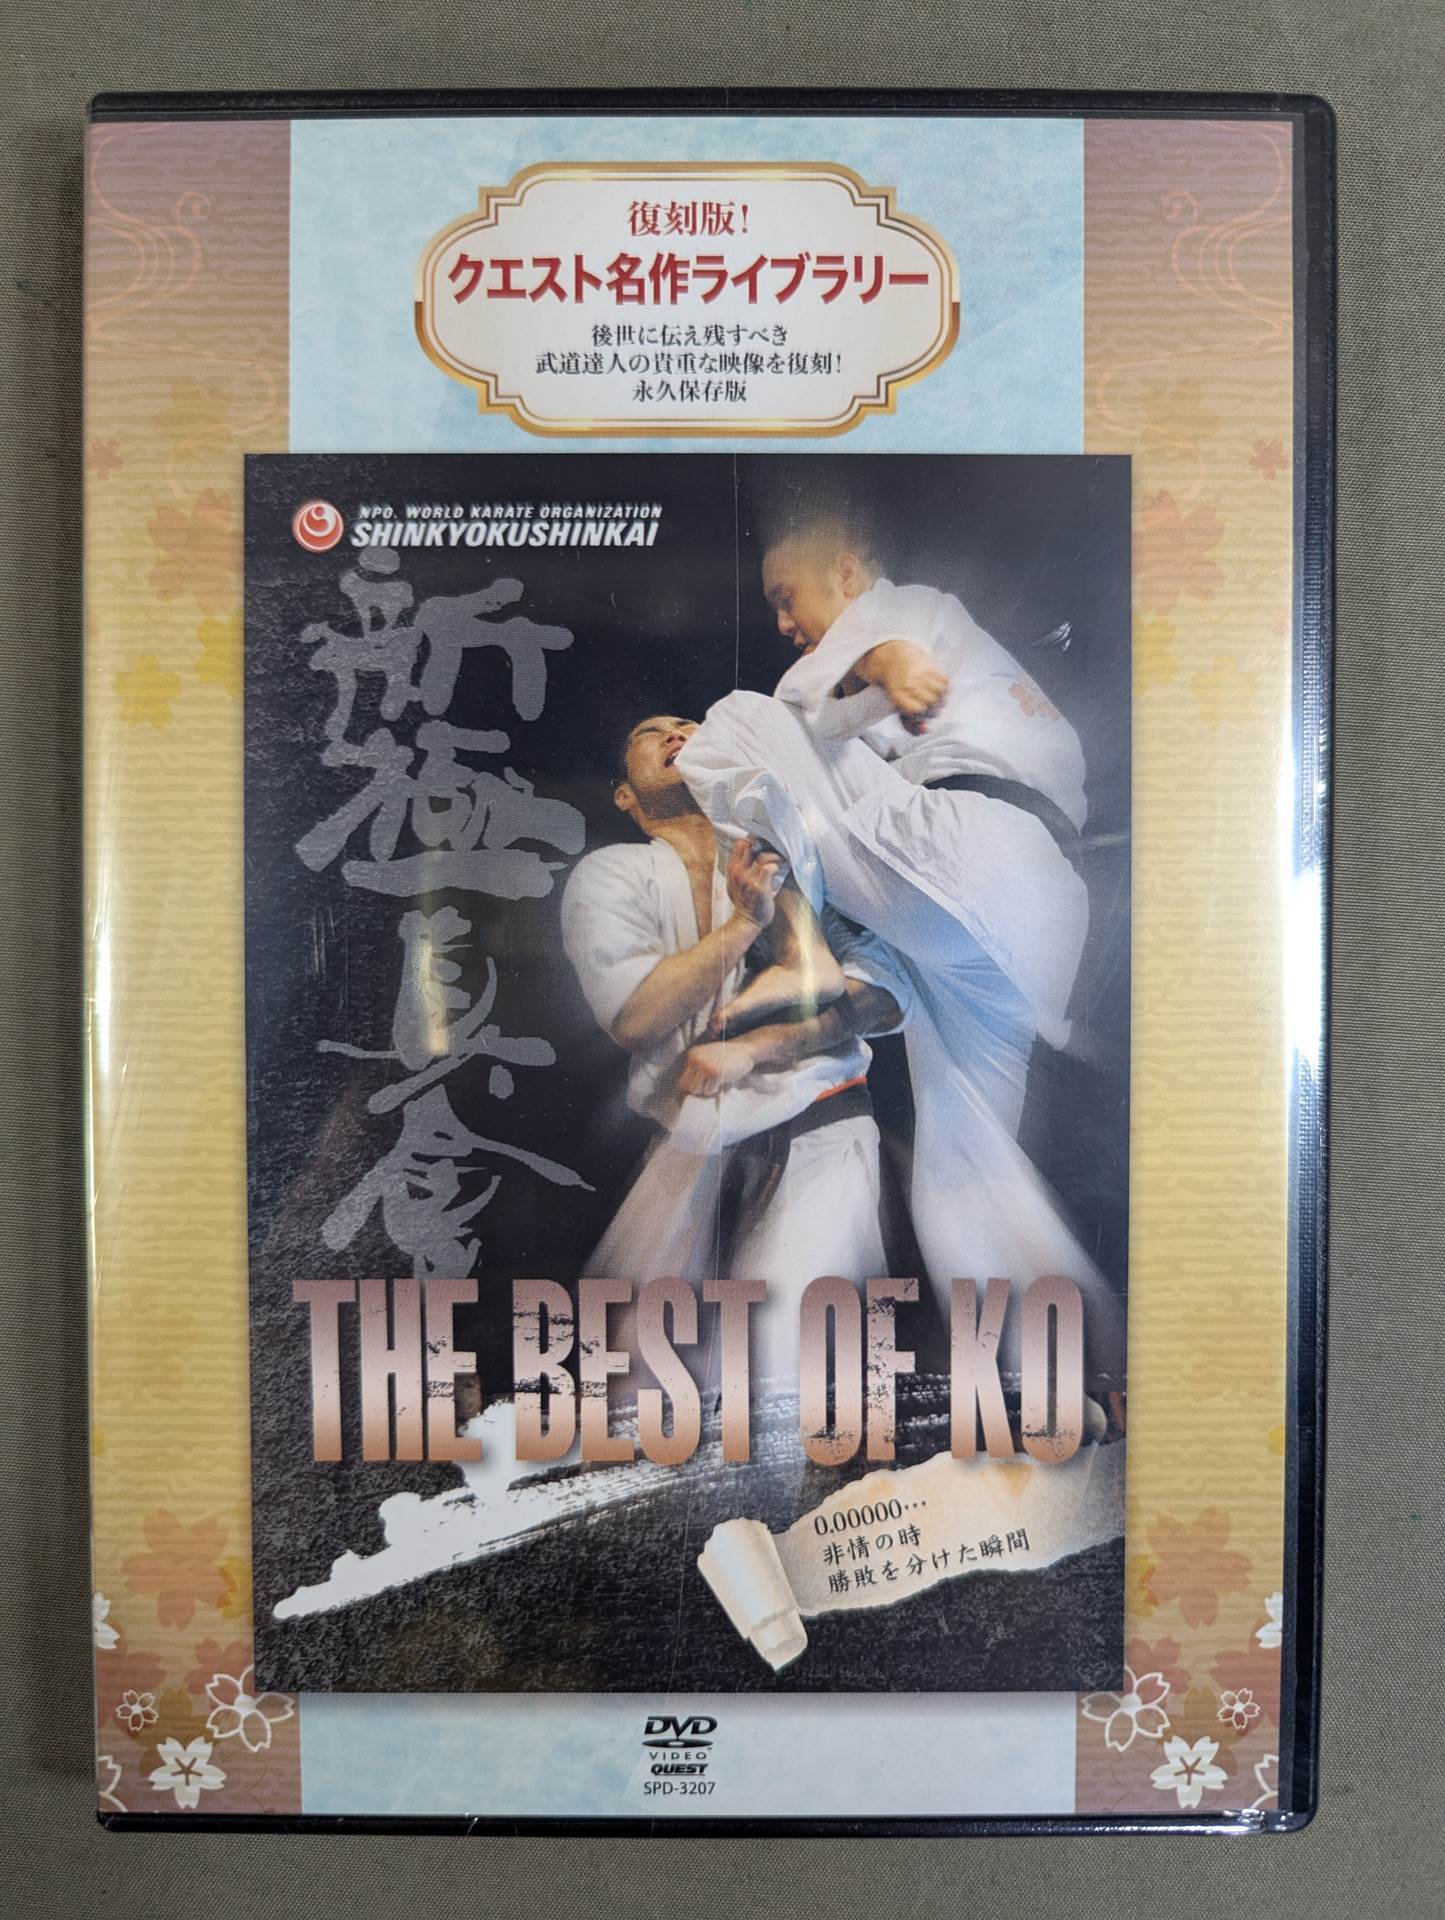 復刻版！
クエスト名作ライブラリー
後世に伝え残すべき
武道達人の貴重な映像を復刻！
永久保存版
NPO. WORLD KARATE ORGANIZATION
SHINKYOKUSHINKAI
新極真會
THE BEST OF KO
0.00000…
非情の時
勝敗を分けた瞬間
DVD
VIDEO
QUEST
SPD-3207